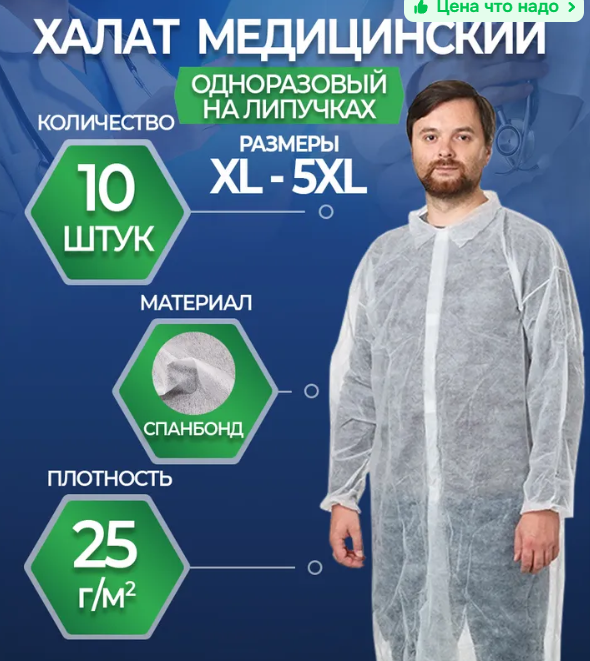 Цена что надо
ХАЛАТ МЕДИЦИНСКИЙ
ОДНОРАЗОВЫЙ
НА ЛИПУЧКАХ
КОЛИЧЕСТВО
10
ШТУК
РАЗМЕРЫ
XL - 5XL
МАТЕРИАЛ
СПАНБОНД
ПЛОТНОСТЬ
25
г/м²